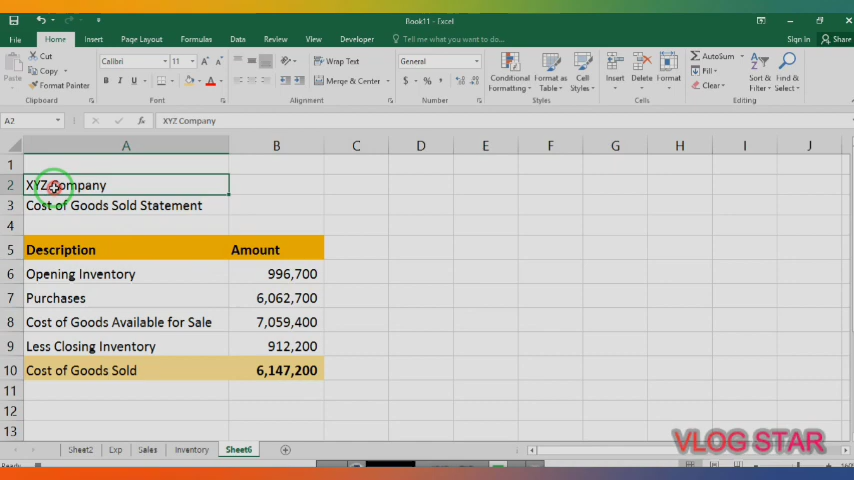 Book11 - Excel
File Home Insert Page Layout Formulas Data Review View Developer Tell me what you want to do... Sign in Share
Paste Cut Copy Format Painter Clipboard
Calibri 11 A A B I U A Font
Wrap Text Merge & Center Alignment
General $ % , Number
Conditional Formatting Format as Table Cell Styles Styles
Insert Delete Format Cells
AutoSum Fill Clear Sort & Filter Find & Select Editing
A2 fx XYZ Company
A B C D E F G H I J
1
2 XYZ Company
3 Cost of Goods Sold Statement
4
5 Description Amount
6 Opening Inventory 996,700
7 Purchases 6,062,700
8 Cost of Goods Available for Sale 7,059,400
9 Less Closing Inventory 912,200
10 Cost of Goods Sold 6,147,200
11
12
13
VLOG STAR
Sheet2 Exp Sales Inventory Sheet6